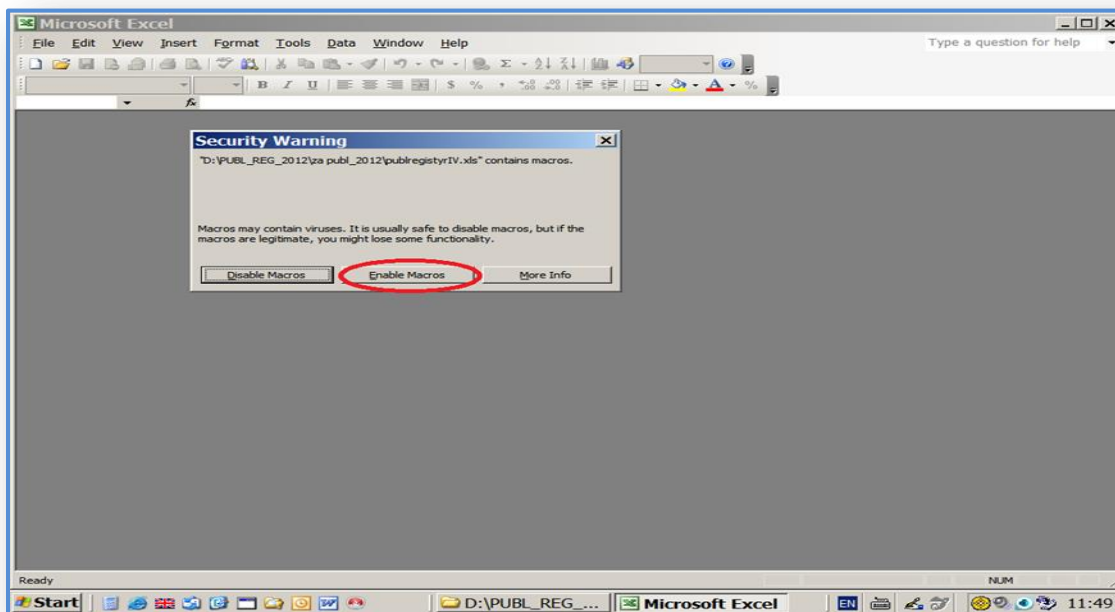 Microsoft Excel
File Edit View Insert Format Tools Data Window Help
Type a question for help
B I U $ %
fx
Security Warning
"D:\PUBL_REG_2012\za publ_2012\publregistyrIV.xls" contains macros.
Macros may contain viruses. It is usually safe to disable macros, but if the
macros are legitimate, you might lose some functionality.
Disable Macros Enable Macros More Info
Ready NUM
Start D:\PUBL_REG_... Microsoft Excel EN 11:49